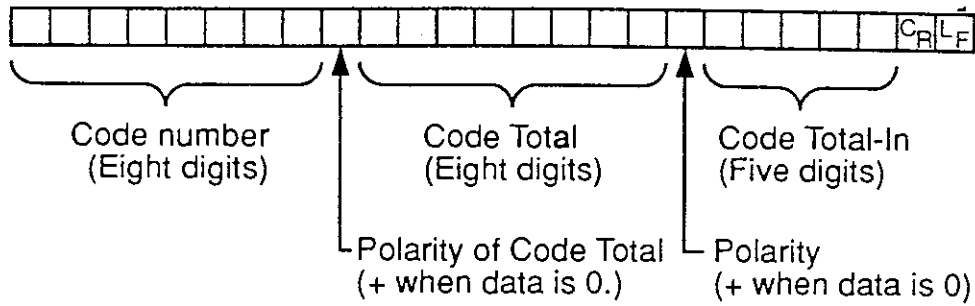 CR LF
Code number
(Eight digits)
Code Total
(Eight digits)
Code Total-In
(Five digits)
Polarity of Code Total
(+ when data is 0.)
Polarity
(+ when data is 0)